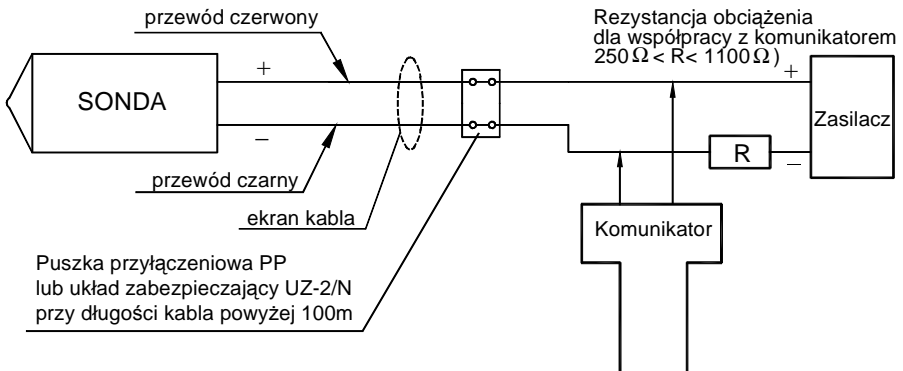 przewód czerwony
Rezystancja obciążenia
dla współpracy z komunikatorem
250 Ω < R < 1100 Ω)
+
+
SONDA
Zasilacz
−
R
−
przewód czarny
ekran kabla
Komunikator
Puszka przyłączeniowa PP
lub układ zabezpieczający UZ-2/N
przy długości kabla powyżej 100m